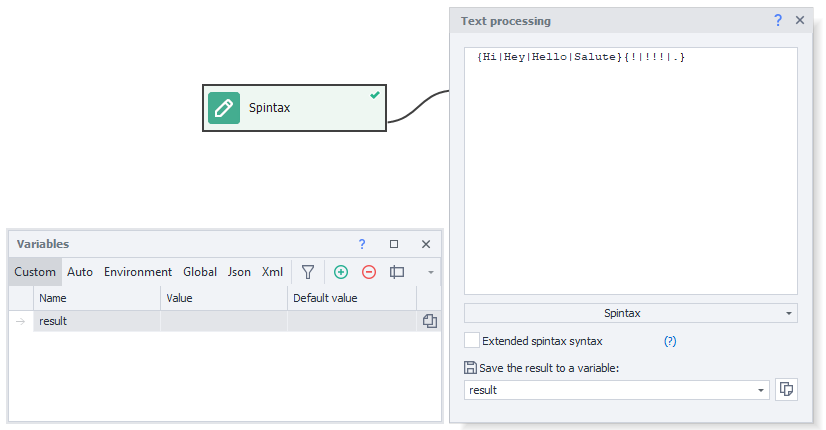 Text processing
?
{Hi|Hey|Hello|Salute}{!|!!!|.}
Spintax
Variables
?
Custom Auto Environment Global Json Xml
Name Value Default value
result
Spintax
Extended spintax syntax (?)
Save the result to a variable:
result